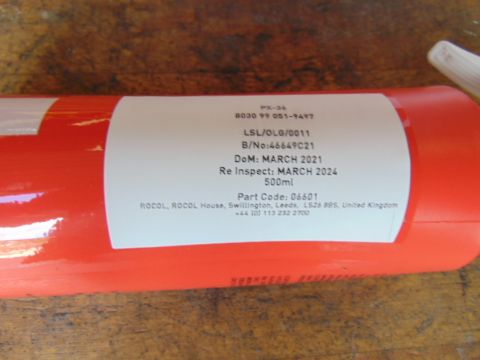 PX-36
8030 99 051-9497
LSL/OLG/0011
B/No:46649C21
DoM: MARCH 2021
Re Inspect: MARCH 2024
500ml
Part Code: 06601
ROCOL, ROCOL House, Swillington, Leeds, LS26 8BS, United Kingdom
+44 (0) 113 232 2700